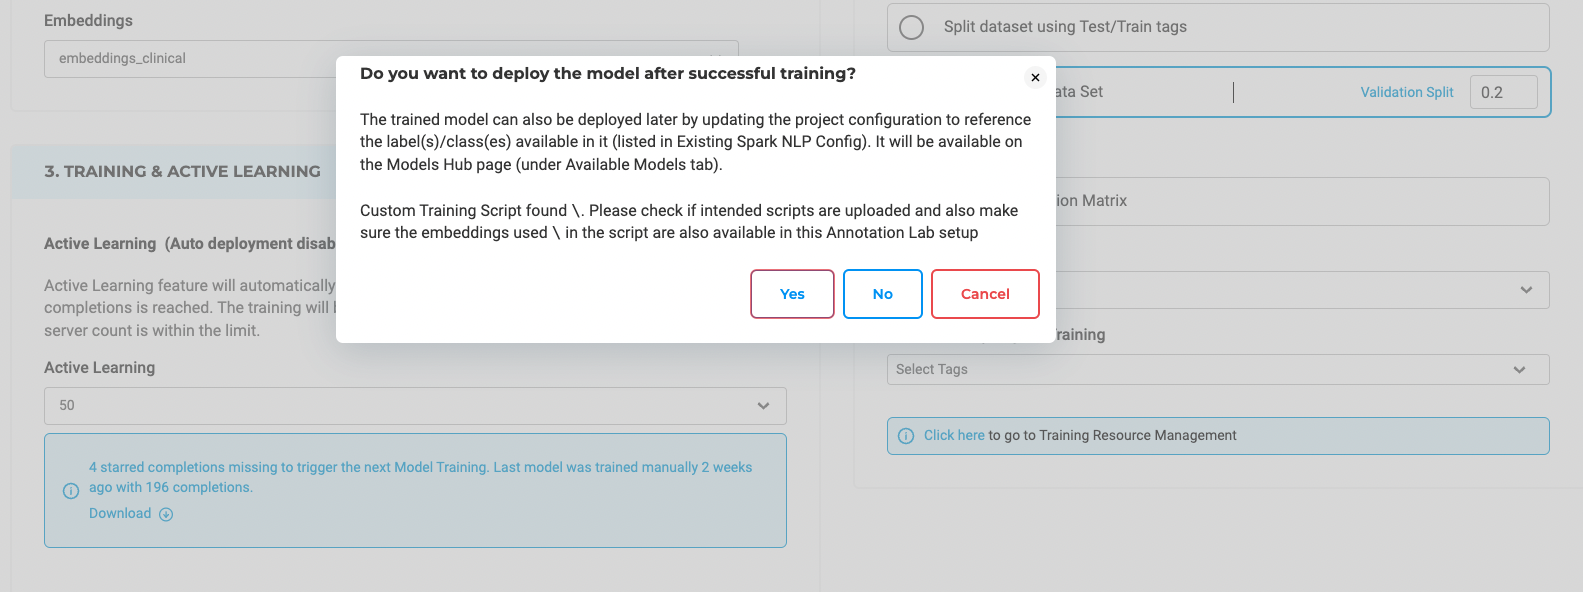 Embeddings
embeddings_clinical
Split dataset using Test/Train tags
ata Set
Validation Split
0.2
Do you want to deploy the model after successful training?
The trained model can also be deployed later by updating the project configuration to reference
the label(s)/class(es) available in it (listed in Existing Spark NLP Config). It will be available on
the Models Hub page (under Available Models tab).
Custom Training Script found \. Please check if intended scripts are uploaded and also make
sure the embeddings used \ in the script are also available in this Annotation Lab setup
Yes
No
Cancel
3. TRAINING & ACTIVE LEARNING
Active Learning (Auto deployment disab
Active Learning feature will automatically
completions is reached. The training will
server count is within the limit.
Active Learning
50
4 starred completions missing to trigger the next Model Training. Last model was trained manually 2 weeks
ago with 196 completions.
Download
ion Matrix
raining
Select Tags
Click here to go to Training Resource Management